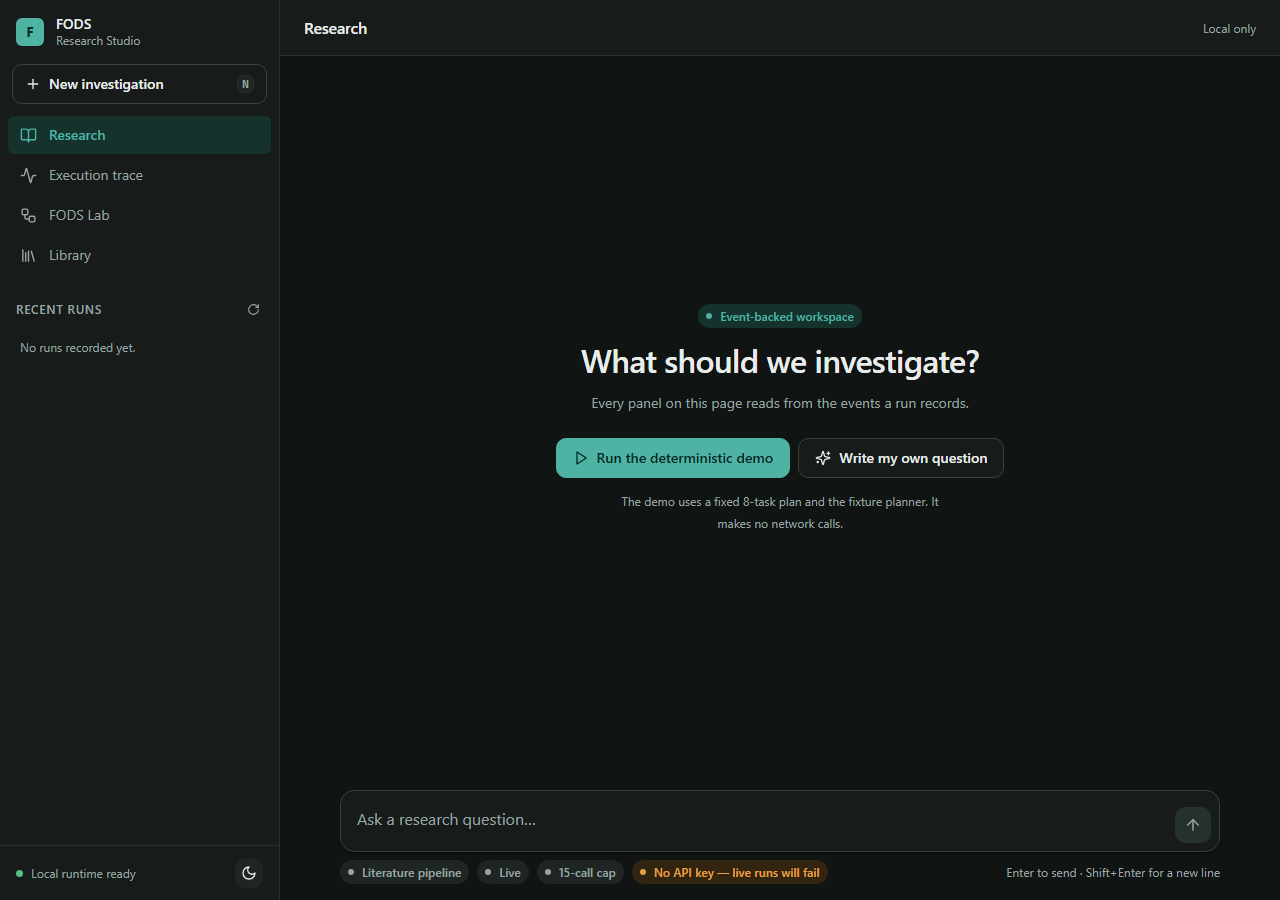 F
FODS
Research Studio
New investigation
N
Research
Execution trace
FODS Lab
Library
RECENT RUNS
No runs recorded yet.
Local runtime ready
Research
Local only
Event-backed workspace
What should we investigate?
Every panel on this page reads from the events a run records.
Run the deterministic demo
Write my own question
The demo uses a fixed 8-task plan and the fixture planner. It
makes no network calls.
Ask a research question...
Literature pipeline
Live
15-call cap
No API key — live runs will fail
Enter to send · Shift+Enter for a new line